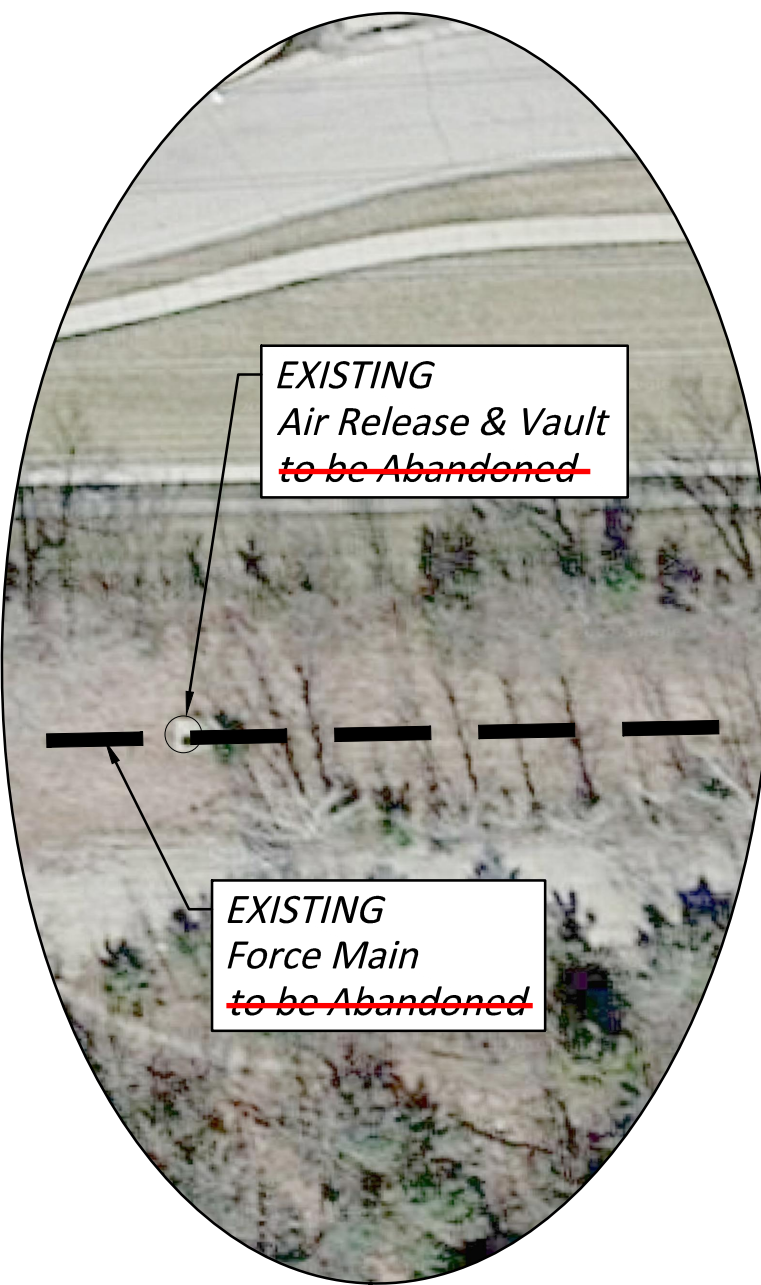 EXISTING
Air Release & Vault
to be Abandoned
EXISTING
Force Main
to be Abandoned